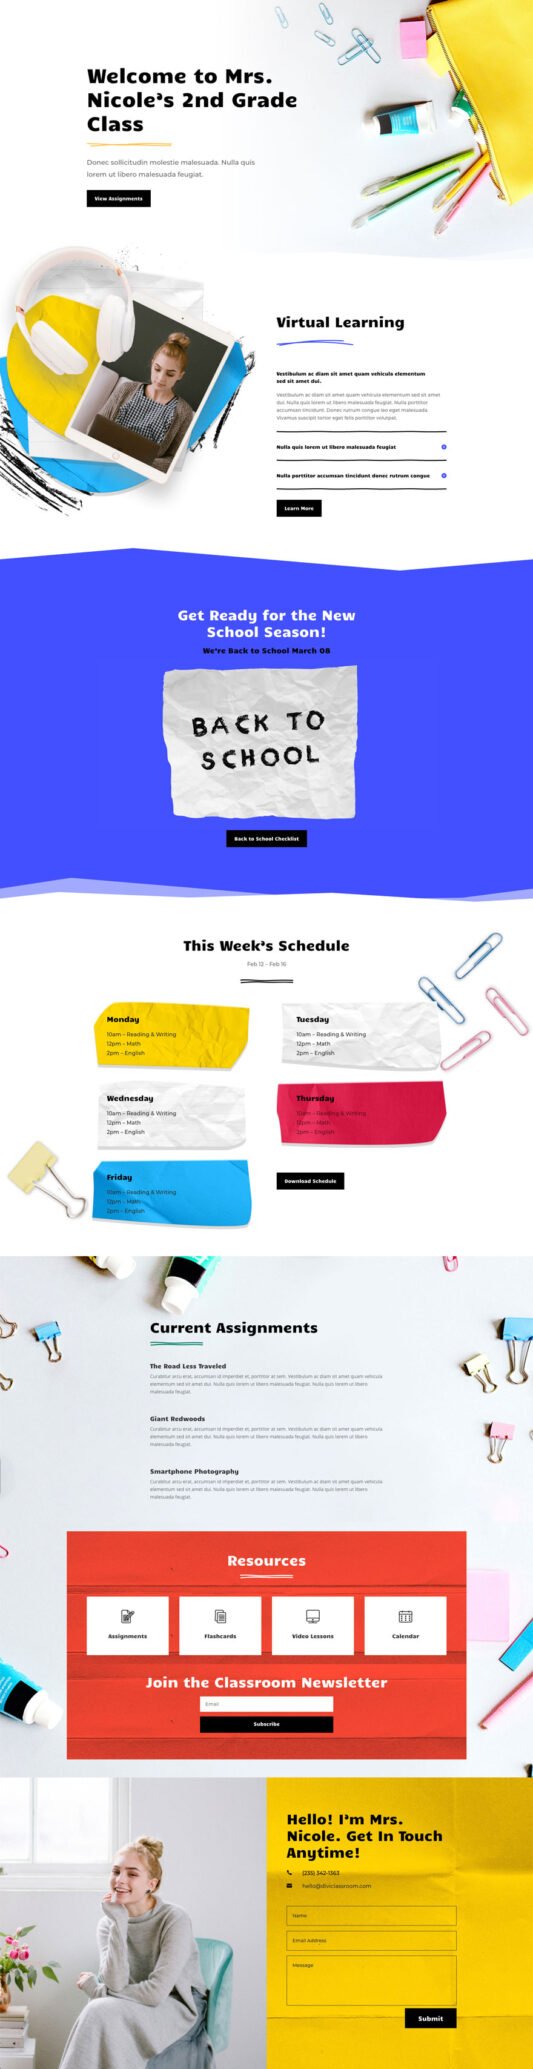 Welcome to Mrs.
Nicole's 2nd Grade
Class
Donec sollicitudin molestie malesuada. Nulla quis
lorem ut libero malesuada feugiat.
View Assignments
Virtual Learning
Vestibulum ac diam sit amet quam vehicula elementum
sed sit amet dui.
Vestibulum ac diam sit amet quam vehicula elementum sed sit amet
dui. Nulla quis lorem ut libero malesuada feugiat. Nulla porttitor
accumsan tincidunt. Donec rutrum congue leo eget malesuada.
Vivamus suscipit tortor eget felis porttitor volutpat.
Nulla quis lorem ut libero malesuada feugiat
Nulla porttitor accumsan tincidunt donec rutrum congue
Learn More
Get Ready for the New
School Season!
We're Back to School March 08
BACK TO
SCHOOL
Back to School Checklist
This Week's Schedule
Feb 12 – Feb 16
Monday
10am – Reading & Writing
12pm – Math
2pm – English
Tuesday
10am – Reading & Writing
12pm – Math
2pm – English
Wednesday
10am – Reading & Writing
12pm – Math
2pm – English
Thursday
10am – Reading & Writing
12pm – Math
2pm – English
Friday
10am – Reading & Writing
12pm – Math
2pm – English
Download Schedule
Current Assignments
The Road Less Traveled
Curabitur arcu erat, accumsan id imperdiet et, porttitor at sem. Vestibulum ac diam sit amet quam vehicula
elementum sed sit amet dui. Nulla quis lorem ut libero malesuada feugiat. Nulla quis lorem ut libero
malesuada feugiat.
Giant Redwoods
Curabitur arcu erat, accumsan id imperdiet et, porttitor at sem. Vestibulum ac diam sit amet quam vehicula
elementum sed sit amet dui. Nulla quis lorem ut libero malesuada feugiat. Nulla quis lorem ut libero
malesuada feugiat.
Smartphone Photography
Curabitur arcu erat, accumsan id imperdiet et, porttitor at sem. Vestibulum ac diam sit amet quam vehicula
elementum sed sit amet dui. Nulla quis lorem ut libero malesuada feugiat. Nulla quis lorem ut libero
malesuada feugiat.
Resources
Assignments
Flashcards
Video Lessons
Calendar
Join the Classroom Newsletter
Email
Subscribe
Hello! I'm Mrs.
Nicole. Get In Touch
Anytime!
(235) 342-1363
hello@diviclassroom.com
Name
Email Address
Message
Submit